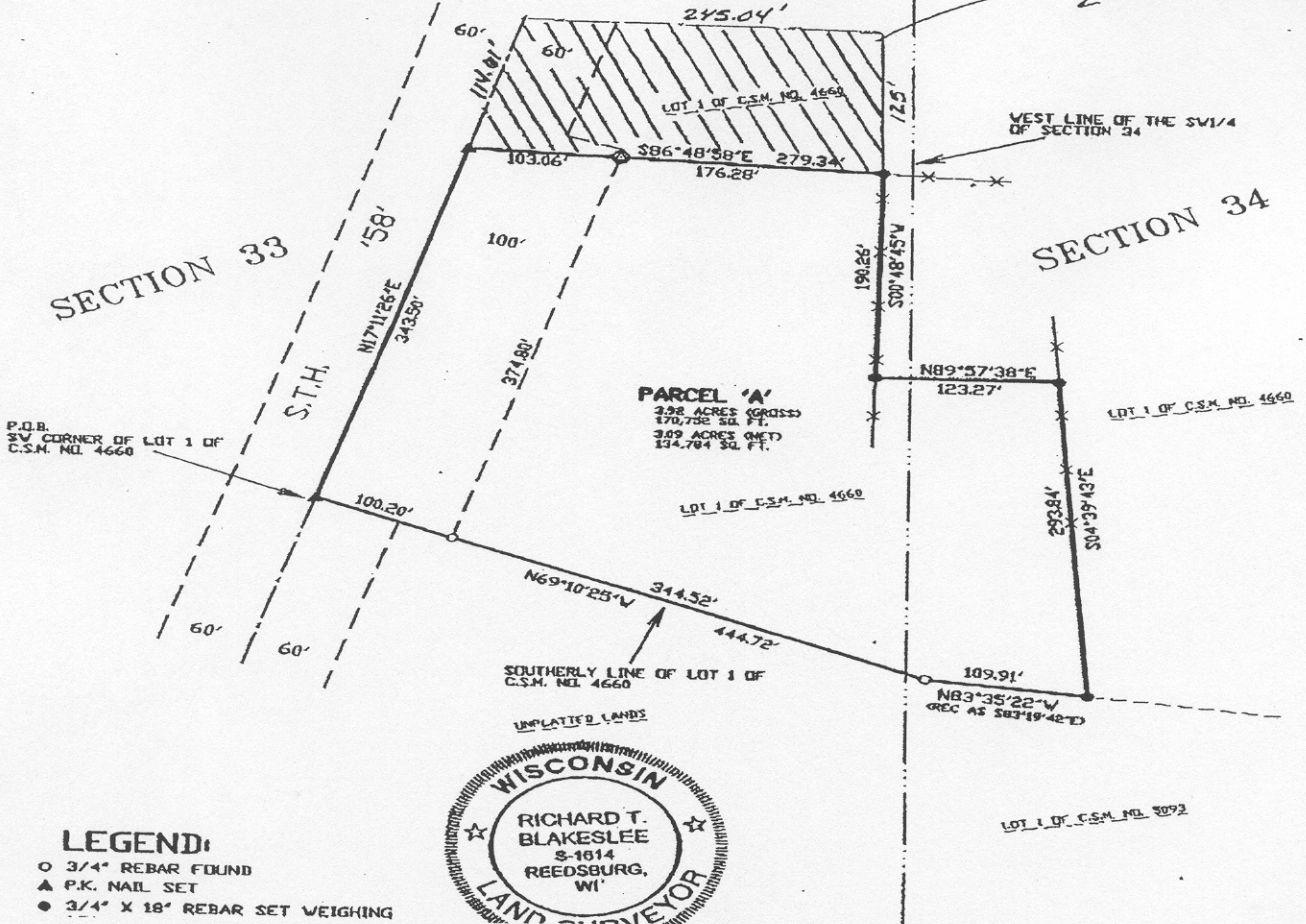 245.04'
60'
60'
114.01'
LOT 1 OF C.S.M. NO. 4660
125'
WEST LINE OF THE SW1/4
OF SECTION 34
103.06'
S86°48'58"E
279.34'
176.28'
SECTION 33
'58'
100'
SECTION 34
190.26'
S00°48'45"W
N17°11'26"E
343.50'
374.80'
S.T.H.
N89°57'38"E
123.27'
PARCEL 'A'
3.92 ACRES (GROSS)
170,752 SQ. FT.
3.09 ACRES (NET)
134,784 SQ. FT.
LOT 1 OF C.S.M. NO. 4660
P.O.B.
SW CORNER OF LOT 1 OF
C.S.M. NO. 4660
100.20'
LOT 1 OF C.S.M. NO. 4660
293.84'
S04°39'43"E
N69°10'25"W
344.52'
444.72'
60'
60'
SOUTHERLY LINE OF LOT 1 OF
C.S.M. NO. 4660
109.91'
N83°35'22"W
(REC AS S83°19'42"E)
UNPLATTED LANDS
WISCONSIN
RICHARD T.
BLAKESLEE
S-1614
REEDSBURG,
WI'
LAND SURVEYOR
LOT 1 OF C.S.M. NO. 5093
LEGEND:
○ 3/4" REBAR FOUND
▲ P.K. NAIL SET
● 3/4" X 18" REBAR SET WEIGHING